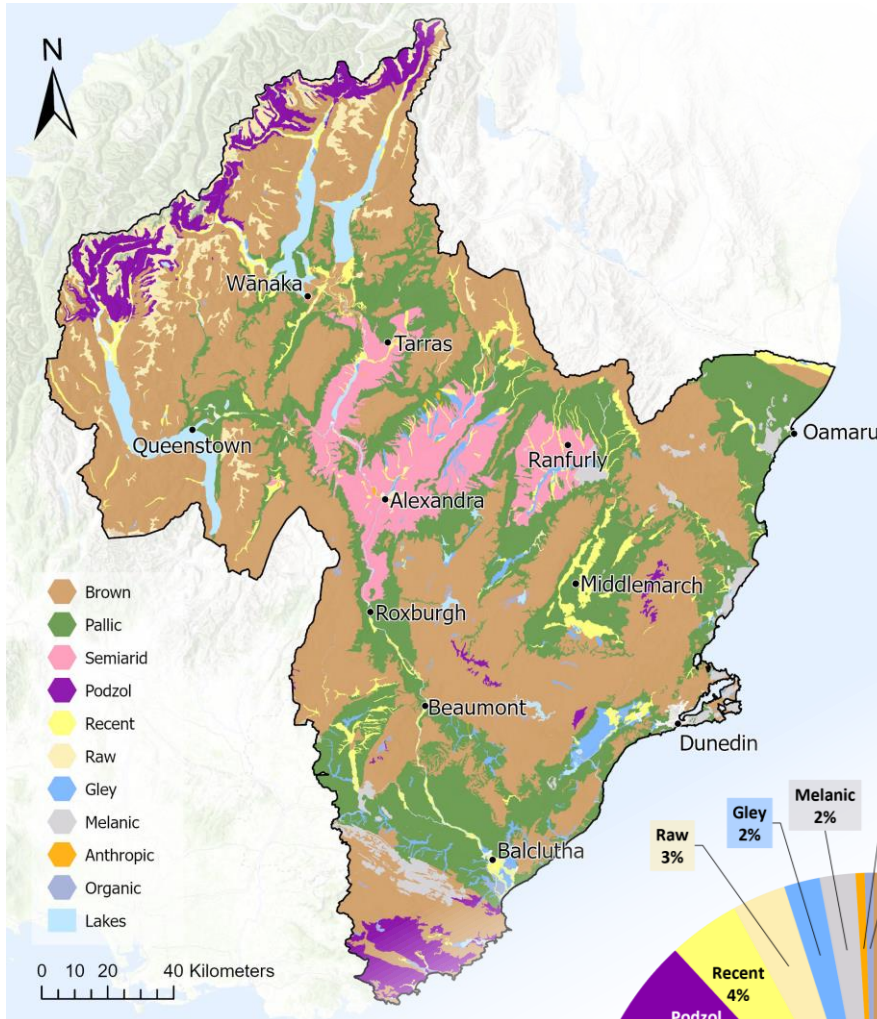 N
Wānaka
Tarras
Queenstown
Oamaru
Ranfurly
Alexandra
Middlemarch
Roxburgh
Beaumont
Dunedin
Balclutha
Brown
Pallic
Semiarid
Podzol
Recent
Raw
Gley
Melanic
Anthropic
Organic
Lakes
0 10 20 40 Kilometers
Melanic
2%
Gley
2%
Raw
3%
Recent
4%
Podzol